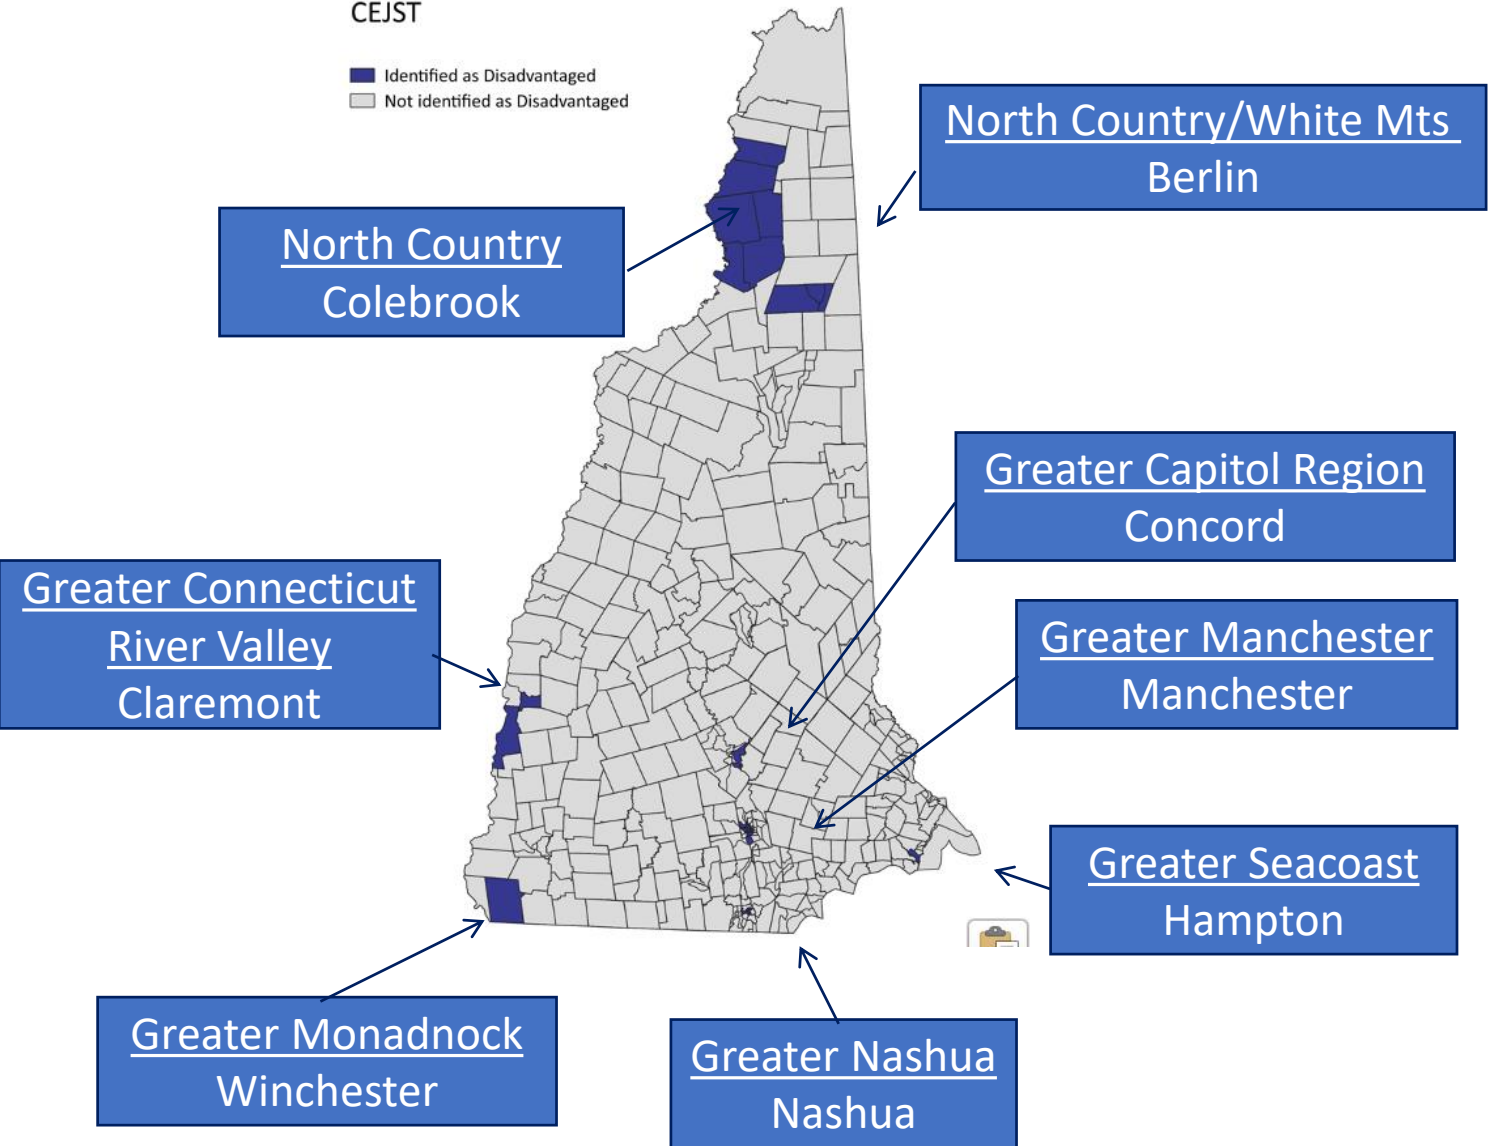 CEJST
Identified as Disadvantaged
Not identified as Disadvantaged
North Country/White Mts
Berlin
North Country
Colebrook
Greater Capitol Region
Concord
Greater Connecticut
River Valley
Claremont
Greater Manchester
Manchester
Greater Seacoast
Hampton
Greater Monadnock
Winchester
Greater Nashua
Nashua